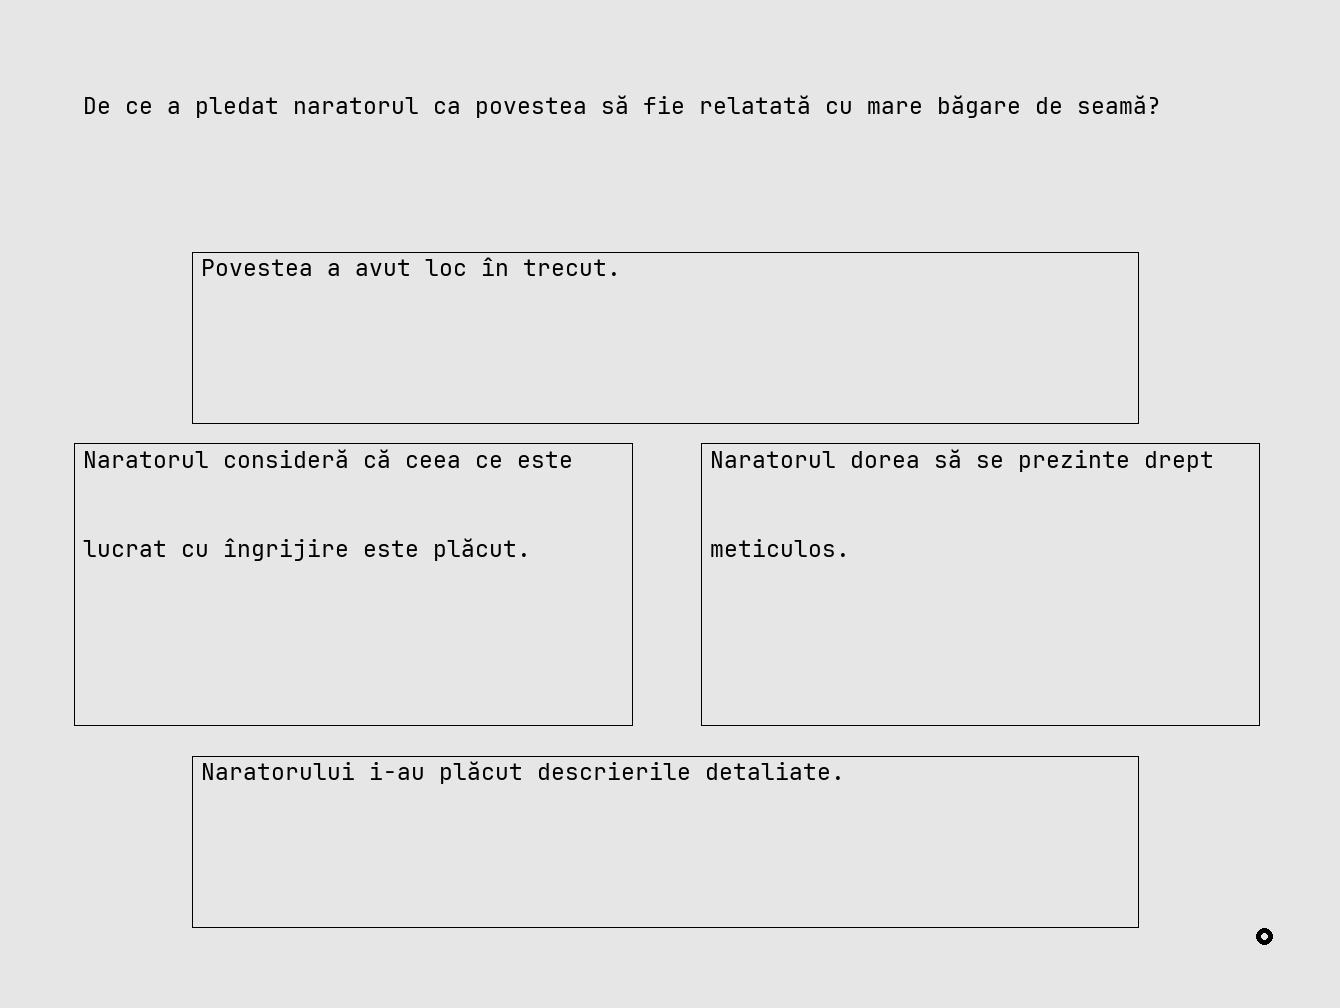 De ce a pledat naratorul ca povestea să fie relatată cu mare băgare de seamă?
Povestea a avut loc în trecut.
Naratorul consideră că ceea ce este
lucrat cu îngrijire este plăcut.
Naratorul dorea să se prezinte drept
meticulos.
Naratorului i-au plăcut descrierile detaliate.